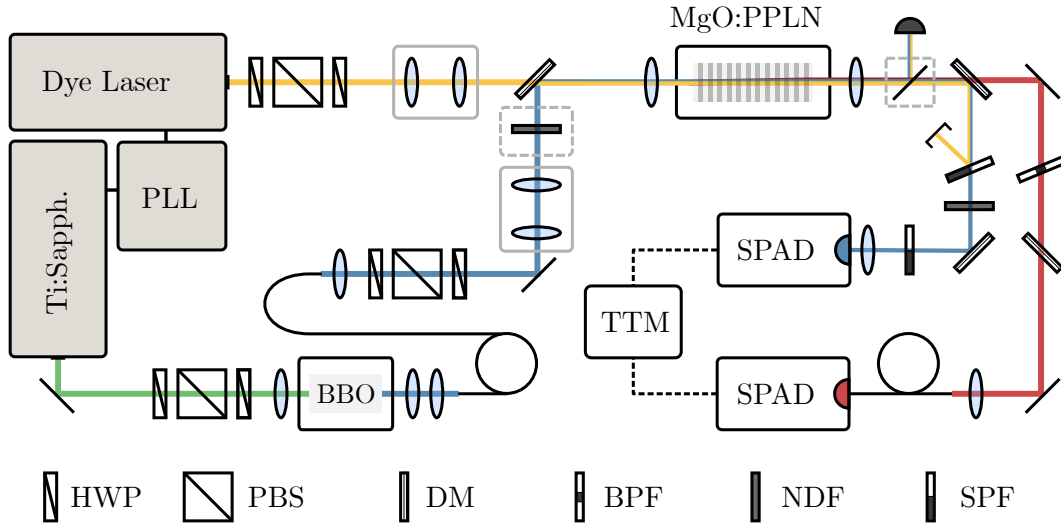 MgO:PPLN
Dye Laser
PLL
Ti:Sapph.
SPAD
TTM
BBO
SPAD
HWP
PBS
DM
BPF
NDF
SPF